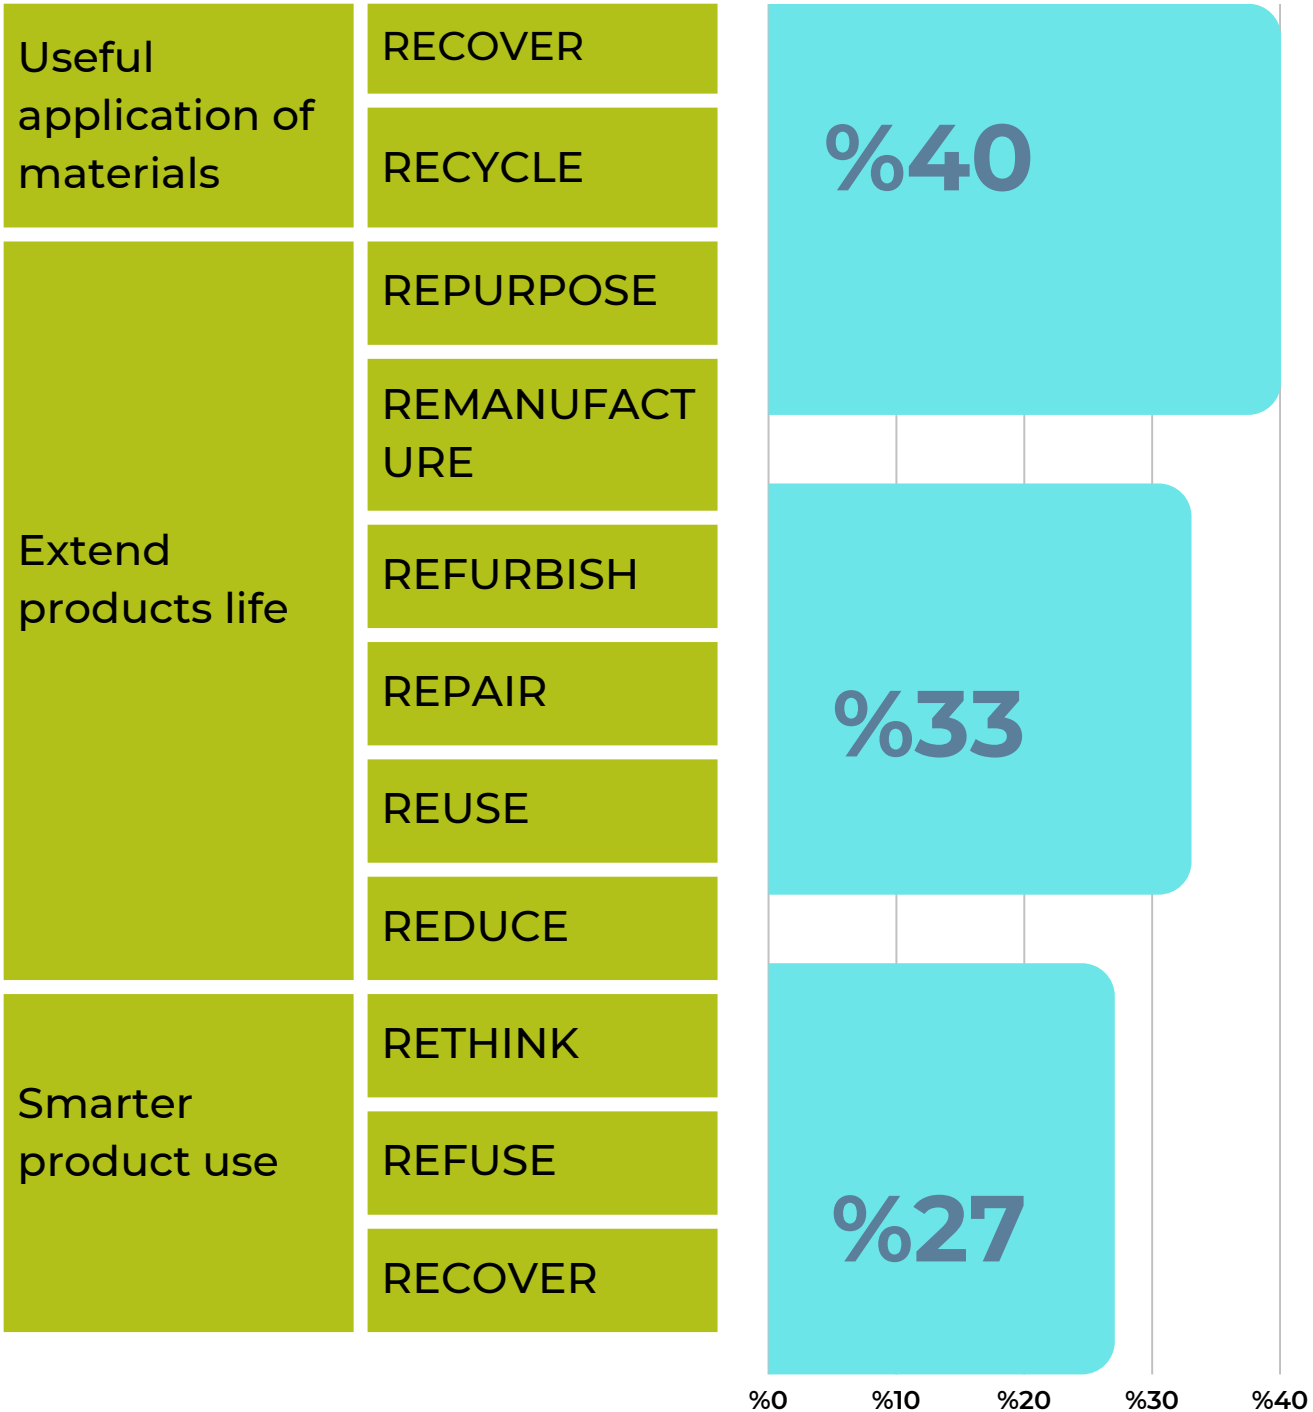 Useful
application of
materials
RECOVER
RECYCLE
Extend
products life
REPURPOSE
REMANUFACT
URE
REFURBISH
REPAIR
REUSE
REDUCE
Smarter
product use
RETHINK
REFUSE
RECOVER
%40
%33
%27
%0 %10 %20 %30 %40